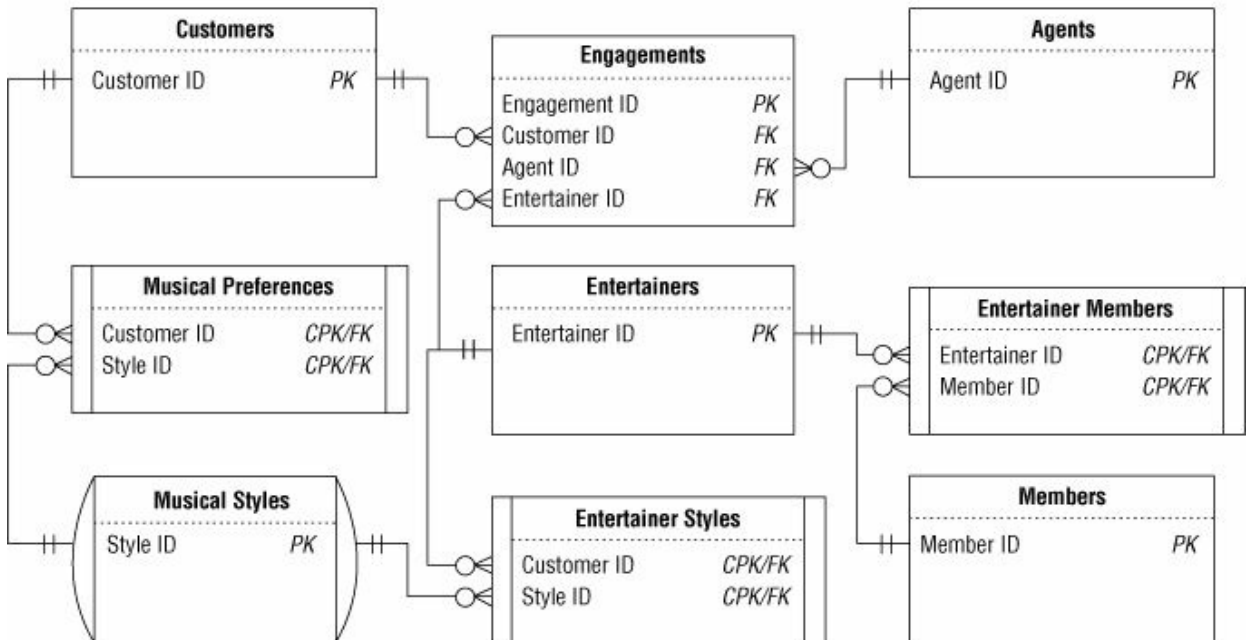 Customers
Customer ID PK
Engagements
Engagement ID PK
Customer ID FK
Agent ID FK
Entertainer ID FK
Agents
Agent ID PK
Musical Preferences
Customer ID CPK/FK
Style ID CPK/FK
Entertainers
Entertainer ID PK
Entertainer Members
Entertainer ID CPK/FK
Member ID CPK/FK
Musical Styles
Style ID PK
Entertainer Styles
Customer ID CPK/FK
Style ID CPK/FK
Members
Member ID PK